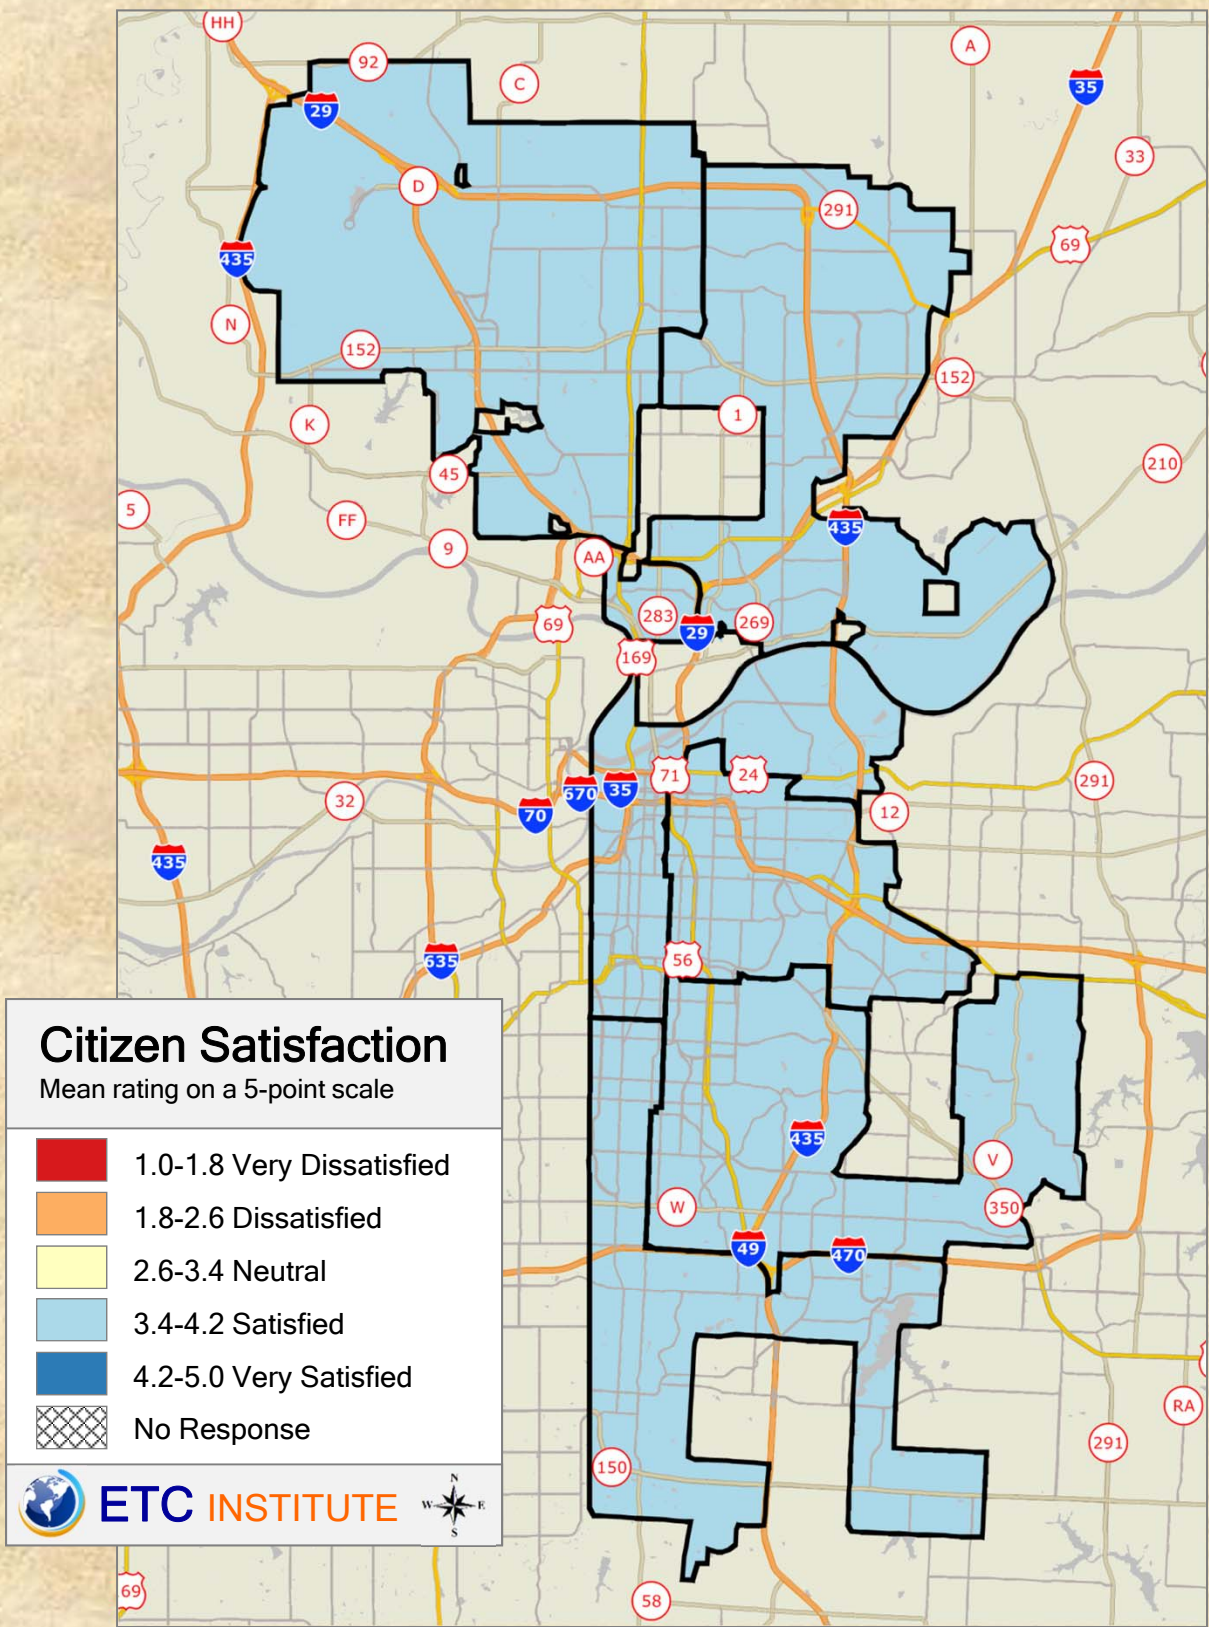 HH
92
C
A
29
35
33
D
291
69
435
N
152
152
K
1
45
210
5
FF
435
9
AA
283
29
269
69
169
71
24
291
670
35
32
70
12
435
56
635
Citizen Satisfaction
Mean rating on a 5-point scale
1.0-1.8 Very Dissatisfied
1.8-2.6 Dissatisfied
2.6-3.4 Neutral
3.4-4.2 Satisfied
4.2-5.0 Very Satisfied
No Response
ETC INSTITUTE
N
W E
S
435
V
W
350
49
470
RA
291
150
69
58